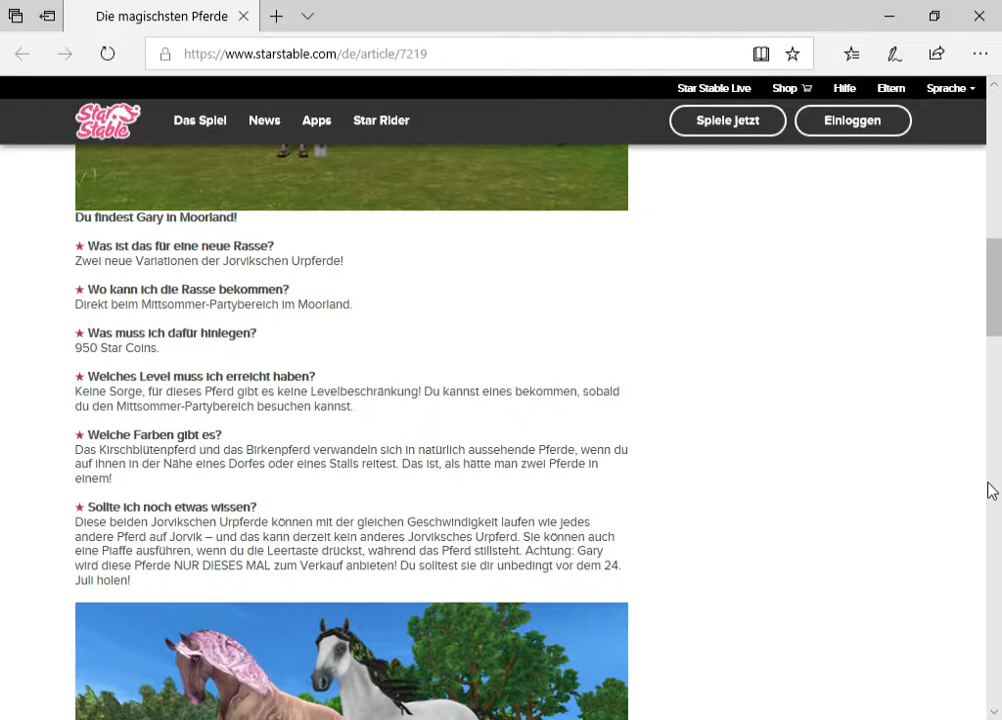 Die magischsten Pferde
https://www.starstable.com/de/article/7219
Star Stable Live Shop Hilfe Eltern Sprache
Star Stable
Das Spiel News Apps Star Rider Spiele jetzt Einloggen
Du findest Gary in Moorland!
★ Was ist das für eine neue Rasse?
Zwei neue Variationen der Jorvikschen Urpferde!
★ Wo kann ich die Rasse bekommen?
Direkt beim Mittsommer-Partybereich im Moorland.
★ Was muss ich dafür hinlegen?
950 Star Coins.
★ Welches Level muss ich erreicht haben?
Keine Sorge, für dieses Pferd gibt es keine Levelbeschränkung! Du kannst eines bekommen, sobald
du den Mittsommer-Partybereich besuchen kannst.
★ Welche Farben gibt es?
Das Kirschblütenpferd und das Birkenpferd verwandeln sich in natürlich aussehende Pferde, wenn du
auf ihnen in der Nähe eines Dorfes oder eines Stalls reitest. Das ist, als hätte man zwei Pferde in
einem!
★ Sollte ich noch etwas wissen?
Diese beiden Jorvikschen Urpferde können mit der gleichen Geschwindigkeit laufen wie jedes
andere Pferd auf Jorvik – und das kann derzeit kein anderes Jorviksches Urpferd. Sie können auch
eine Piaffe ausführen, wenn du die Leertaste drückst, während das Pferd stillsteht. Achtung: Gary
wird diese Pferde NUR DIESES MAL zum Verkauf anbieten! Du solltest sie dir unbedingt vor dem 24.
Juli holen!